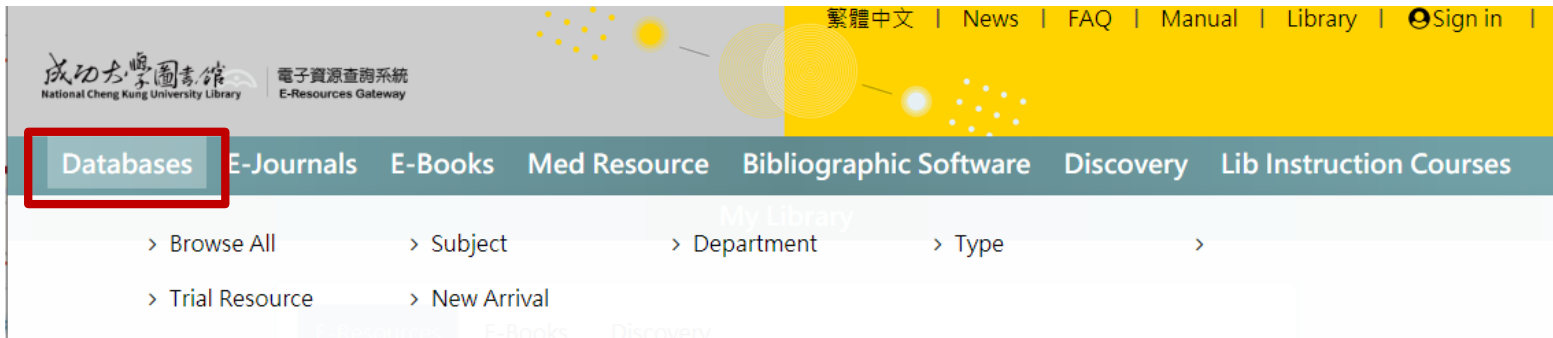 繁體中文 | News | FAQ | Manual | Library | Sign in |
成功大學圖書館
National Cheng Kung University Library
電子資源查詢系統
E-Resources Gateway
Databases E-Journals E-Books Med Resource Bibliographic Software Discovery Lib Instruction Courses
My Library
> Browse All > Subject > Department > Type >
> Trial Resource > New Arrival
E-Resources E-Books Discovery